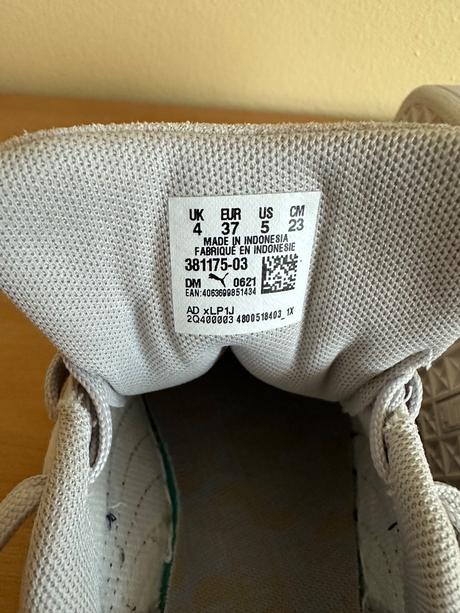 UK EUR US CM
4 37 5 23
MADE IN INDONESIA
FABRIQUÉ EN INDONESIE
381175-03
DM 0621
EAN:4063699851434
AD xLP1J
2Q400003 4800518403_1X